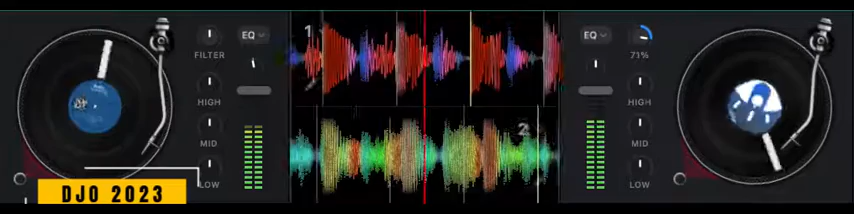 1
EQ
FILTER
HIGH
MID
LOW
DJO 2023
2
EQ
71%
HIGH
MID
LOW